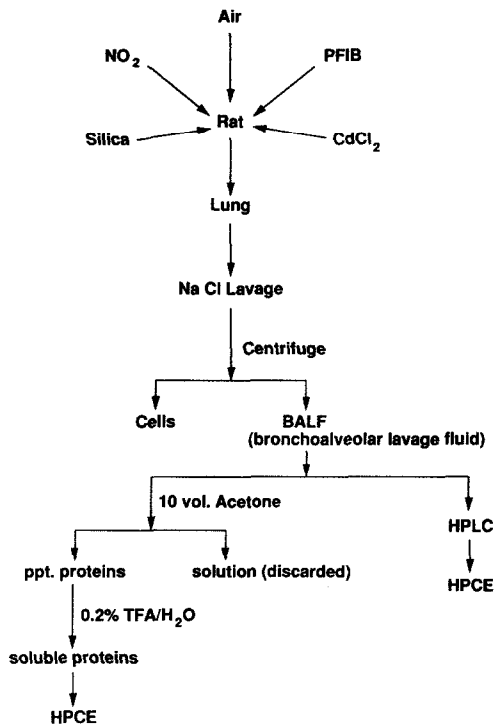 Air
NO2
PFIB
Rat
Silica
CdCl2
Lung
Na Cl Lavage
Centrifuge
Cells
BALF
(bronchoalveolar lavage fluid)
10 vol. Acetone
HPLC
ppt. proteins
solution (discarded)
HPCE
0.2% TFA/H2O
soluble proteins
HPCE